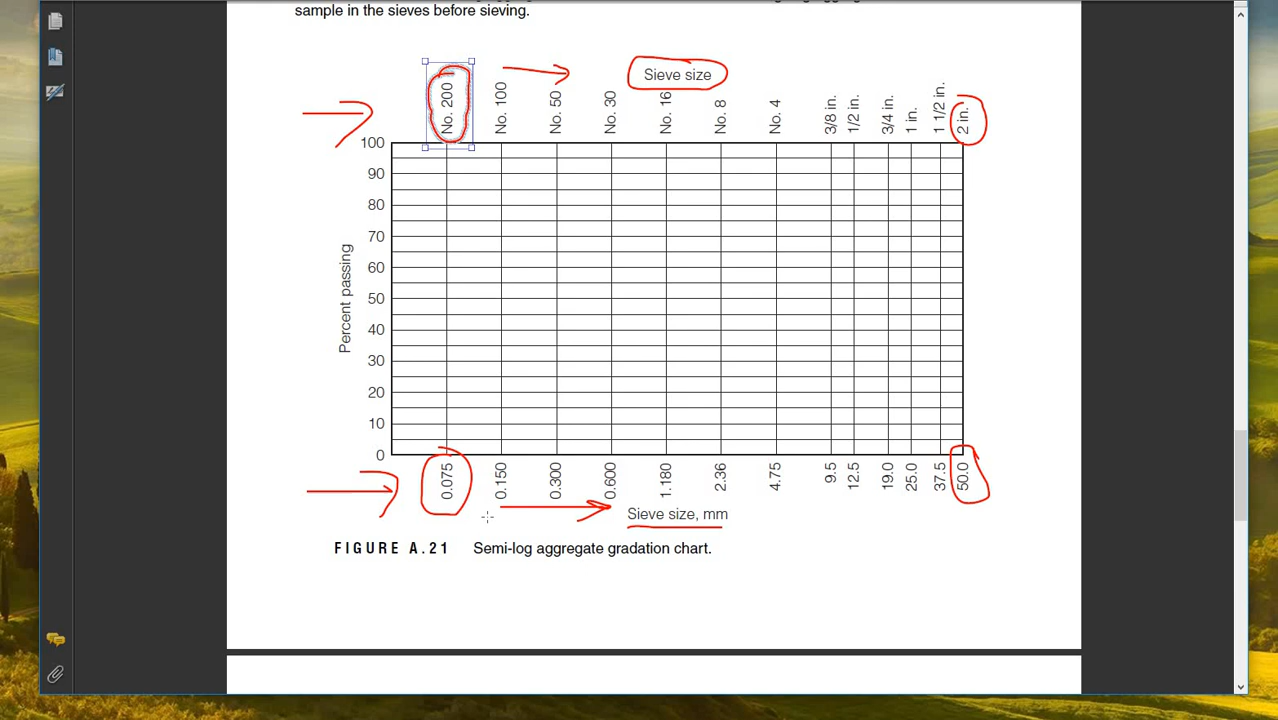 sample in the sieves before sieving.
Sieve size
No. 200 No. 100 No. 50 No. 30 No. 16 No. 8 No. 4 3/8 in. 1/2 in. 3/4 in. 1 in. 1 1/2 in. 2 in.
100
90
80
70
60
50
40
30
20
10
0
Percent passing
0.075 0.150 0.300 0.600 1.180 2.36 4.75 9.5 12.5 19.0 25.0 37.5 50.0
Sieve size, mm
FIGURE A.21 Semi-log aggregate gradation chart.